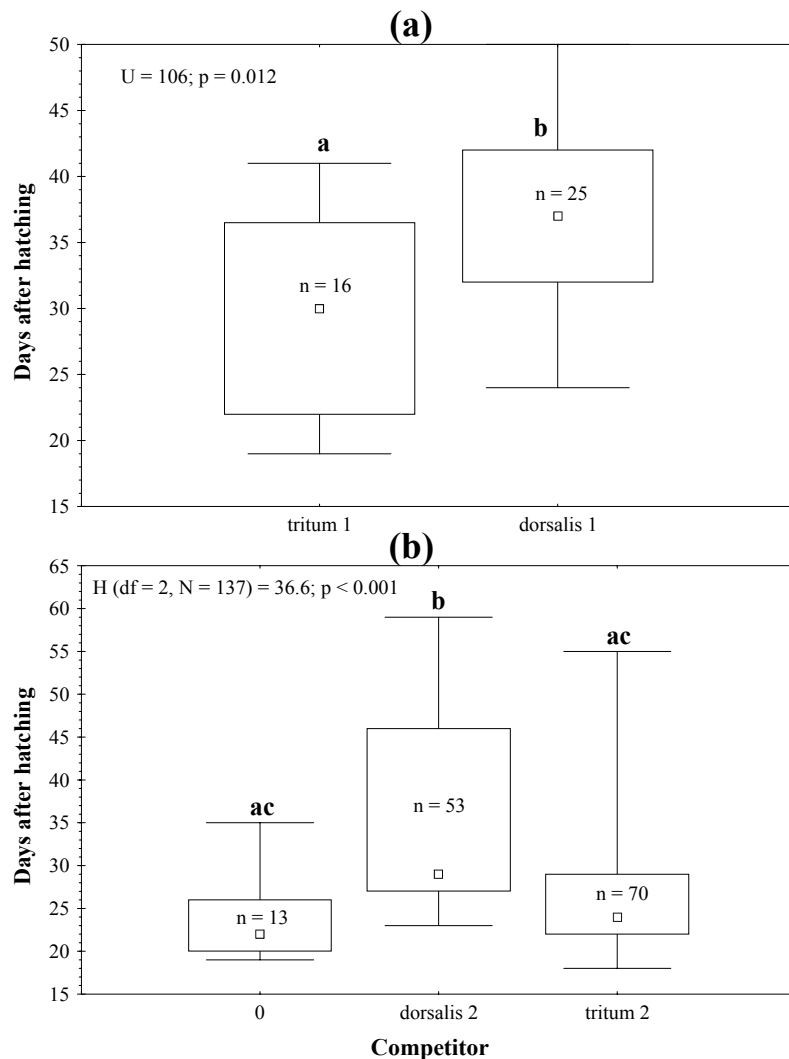 (a)
50
U = 106; p = 0.012
45
a
b
40
n = 25
35
n = 16
30
25
20
15
Days after hatching
tritum 1 dorsalis 1
(b)
65
H (df = 2, N = 137) = 36.6; p < 0.001
60
b
ac
55
50
45
40
n = 53
35
ac
30
n = 70
25
n = 13
20
15
Days after hatching
0 dorsalis 2 tritum 2
Competitor